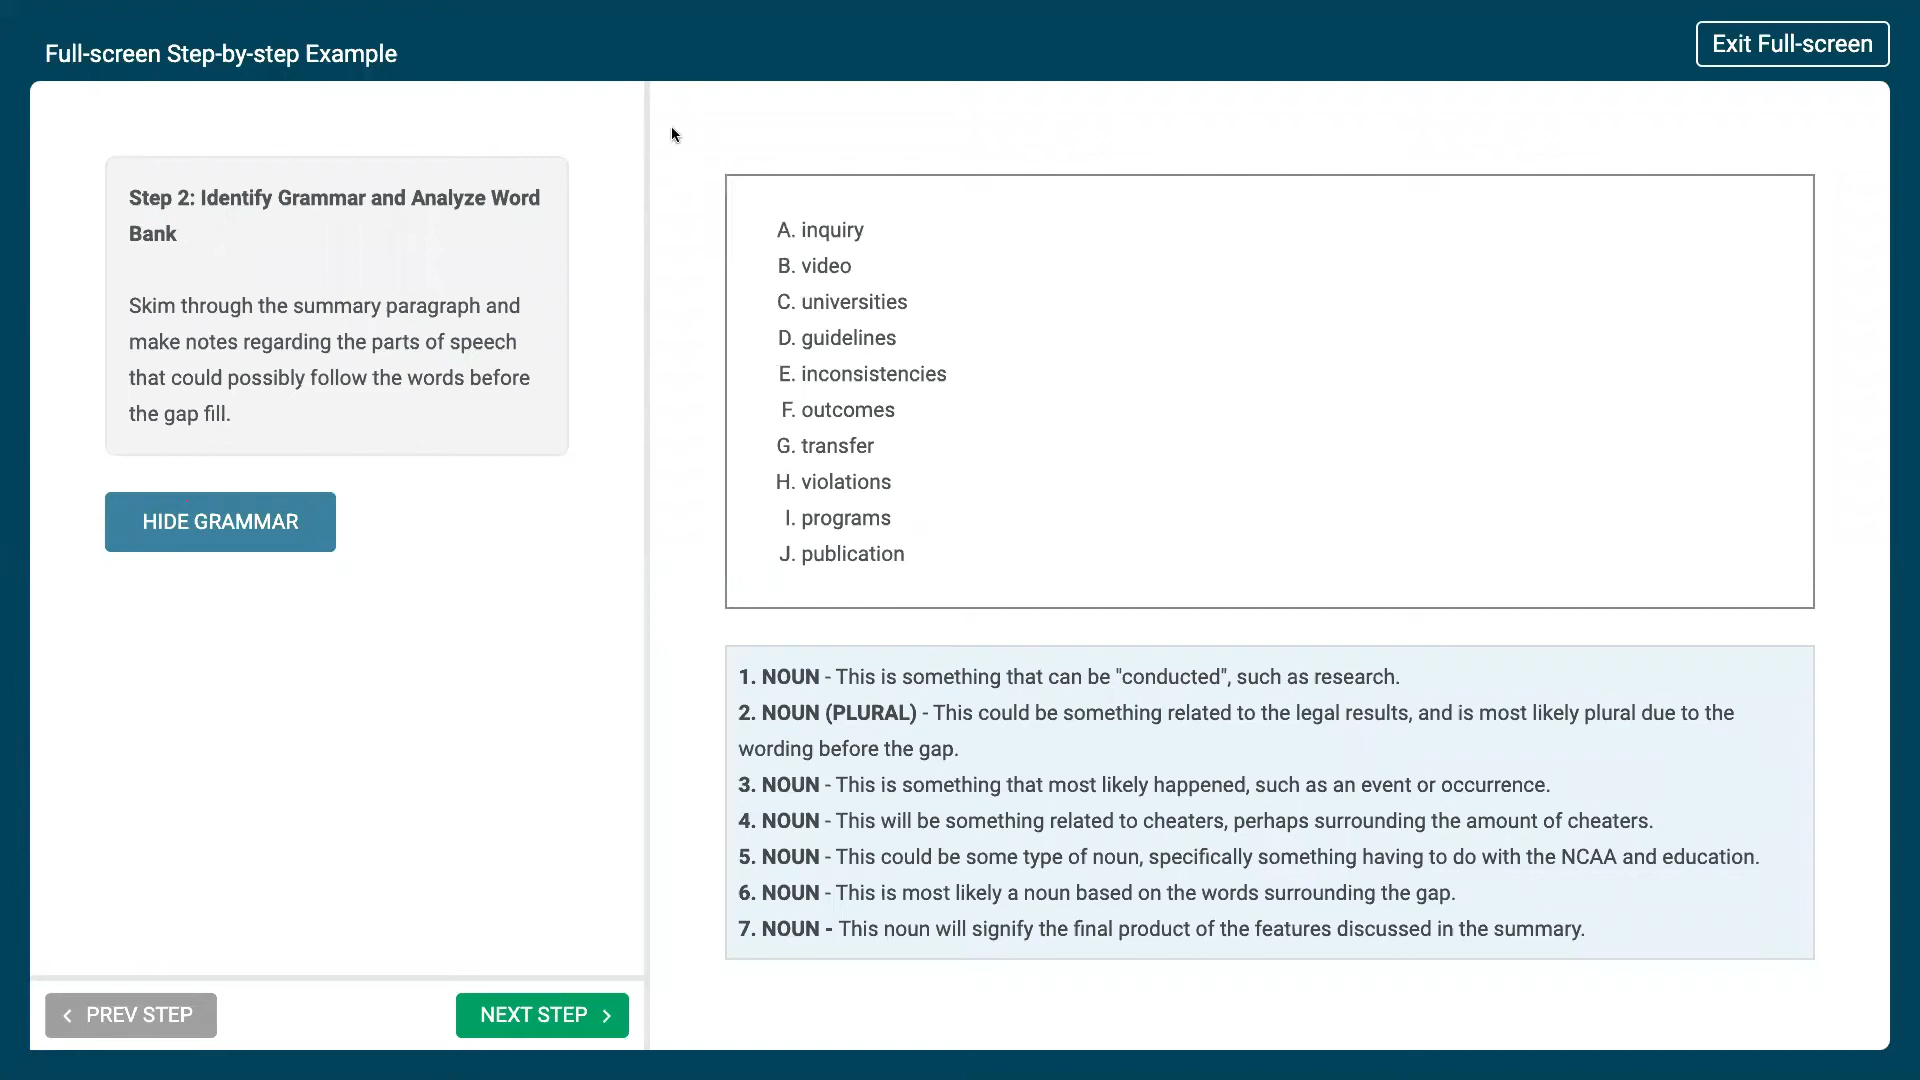 Full-screen Step-by-step Example
Exit Full-screen
Step 2: Identify Grammar and Analyze Word
Bank
Skim through the summary paragraph and
make notes regarding the parts of speech
that could possibly follow the words before
the gap fill.
HIDE GRAMMAR
PREV STEP
NEXT STEP
A. inquiry
B. video
C. universities
D. guidelines
E. inconsistencies
F. outcomes
G. transfer
H. violations
I. programs
J. publication
1. NOUN - This is something that can be "conducted", such as research.
2. NOUN (PLURAL) - This could be something related to the legal results, and is most likely plural due to the
wording before the gap.
3. NOUN - This is something that most likely happened, such as an event or occurrence.
4. NOUN - This will be something related to cheaters, perhaps surrounding the amount of cheaters.
5. NOUN - This could be some type of noun, specifically something having to do with the NCAA and education.
6. NOUN - This is most likely a noun based on the words surrounding the gap.
7. NOUN - This noun will signify the final product of the features discussed in the summary.